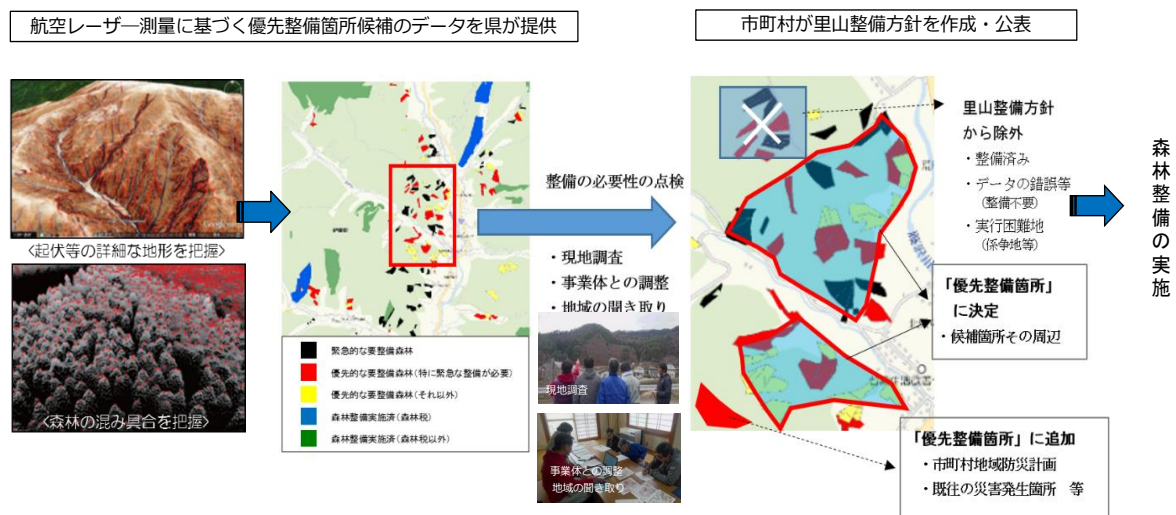 航空レーザー測量に基づく優先整備箇所候補のデータを県が提供
市町村が里山整備方針を作成・公表
<起伏等の詳細な地形を把握>
<森林の混み具合を把握>
緊急的な要整備森林
優先的な要整備森林(特に緊急な整備が必要)
優先的な要整備森林(それ以外)
森林整備実施済(森林税)
森林整備実施済(森林税以外)
整備の必要性の点検
・現地調査
・事業体との調整
・地域の聞き取り
現地調査
事業体との調整
地域の聞き取り
里山整備方針
から除外
・整備済み
・データの錯誤等
(整備不要)
・実行困難地
(係争地等)
「優先整備箇所」
に決定
・候補箇所その周辺
「優先整備箇所」に追加
・市町村地域防災計画
・既往の災害発生箇所 等
森林整備の実施